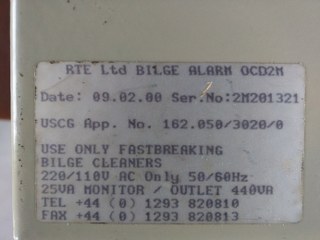 RTE Ltd BILGE ALARM OCD2M
Date: 09.02.00 Ser.No:2M201321
USCG App. No. 162.050/3020/0
USE ONLY FASTBREAKING
BILGE CLEANERS
220/110V AC Only 50/60Hz
25VA MONITOR / OUTLET 440VA
TEL +44 (0) 1293 820810
FAX +44 (0) 1293 820813